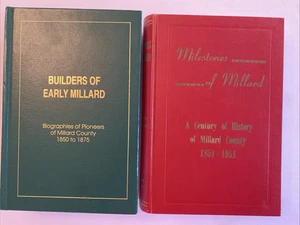 BUILDERS OF
EARLY MILLARD
Biographies of Pioneers
of Millard County
1850 to 1875
Milestones
of Millard
A Century of History
of Millard County
1851 - 1951